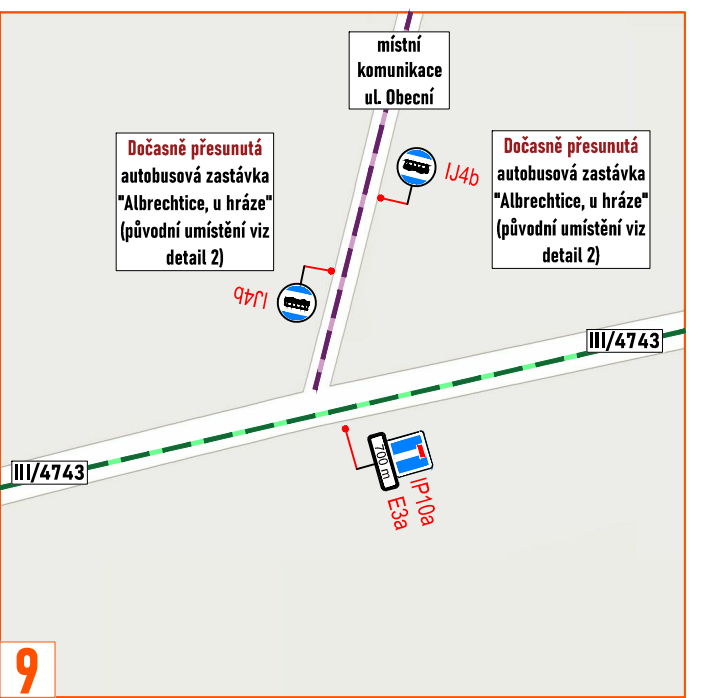 místní
komunikace
ul. Obecní
Dočasně přesunutá
autobusová zastávka
"Albrechtice, u hráze"
(původní umístění viz
detail 2)
Dočasně přesunutá
autobusová zastávka
"Albrechtice, u hráze"
(původní umístění viz
detail 2)
IJ4b
IJ4b
III/4743
III/4743
700 m
IP10a
E3a
9